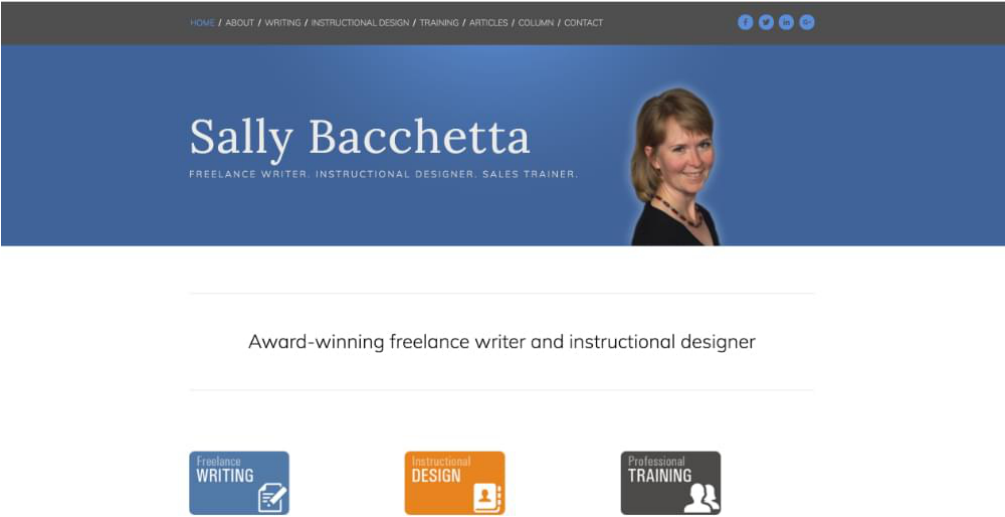 HOME / ABOUT / WRITING / INSTRUCTIONAL DESIGN / TRAINING / ARTICLES / COLUMN / CONTACT
Sally Bacchetta
FREELANCE WRITER. INSTRUCTIONAL DESIGNER. SALES TRAINER.
Award-winning freelance writer and instructional designer
Freelance
WRITING
Instructional
DESIGN
Professional
TRAINING